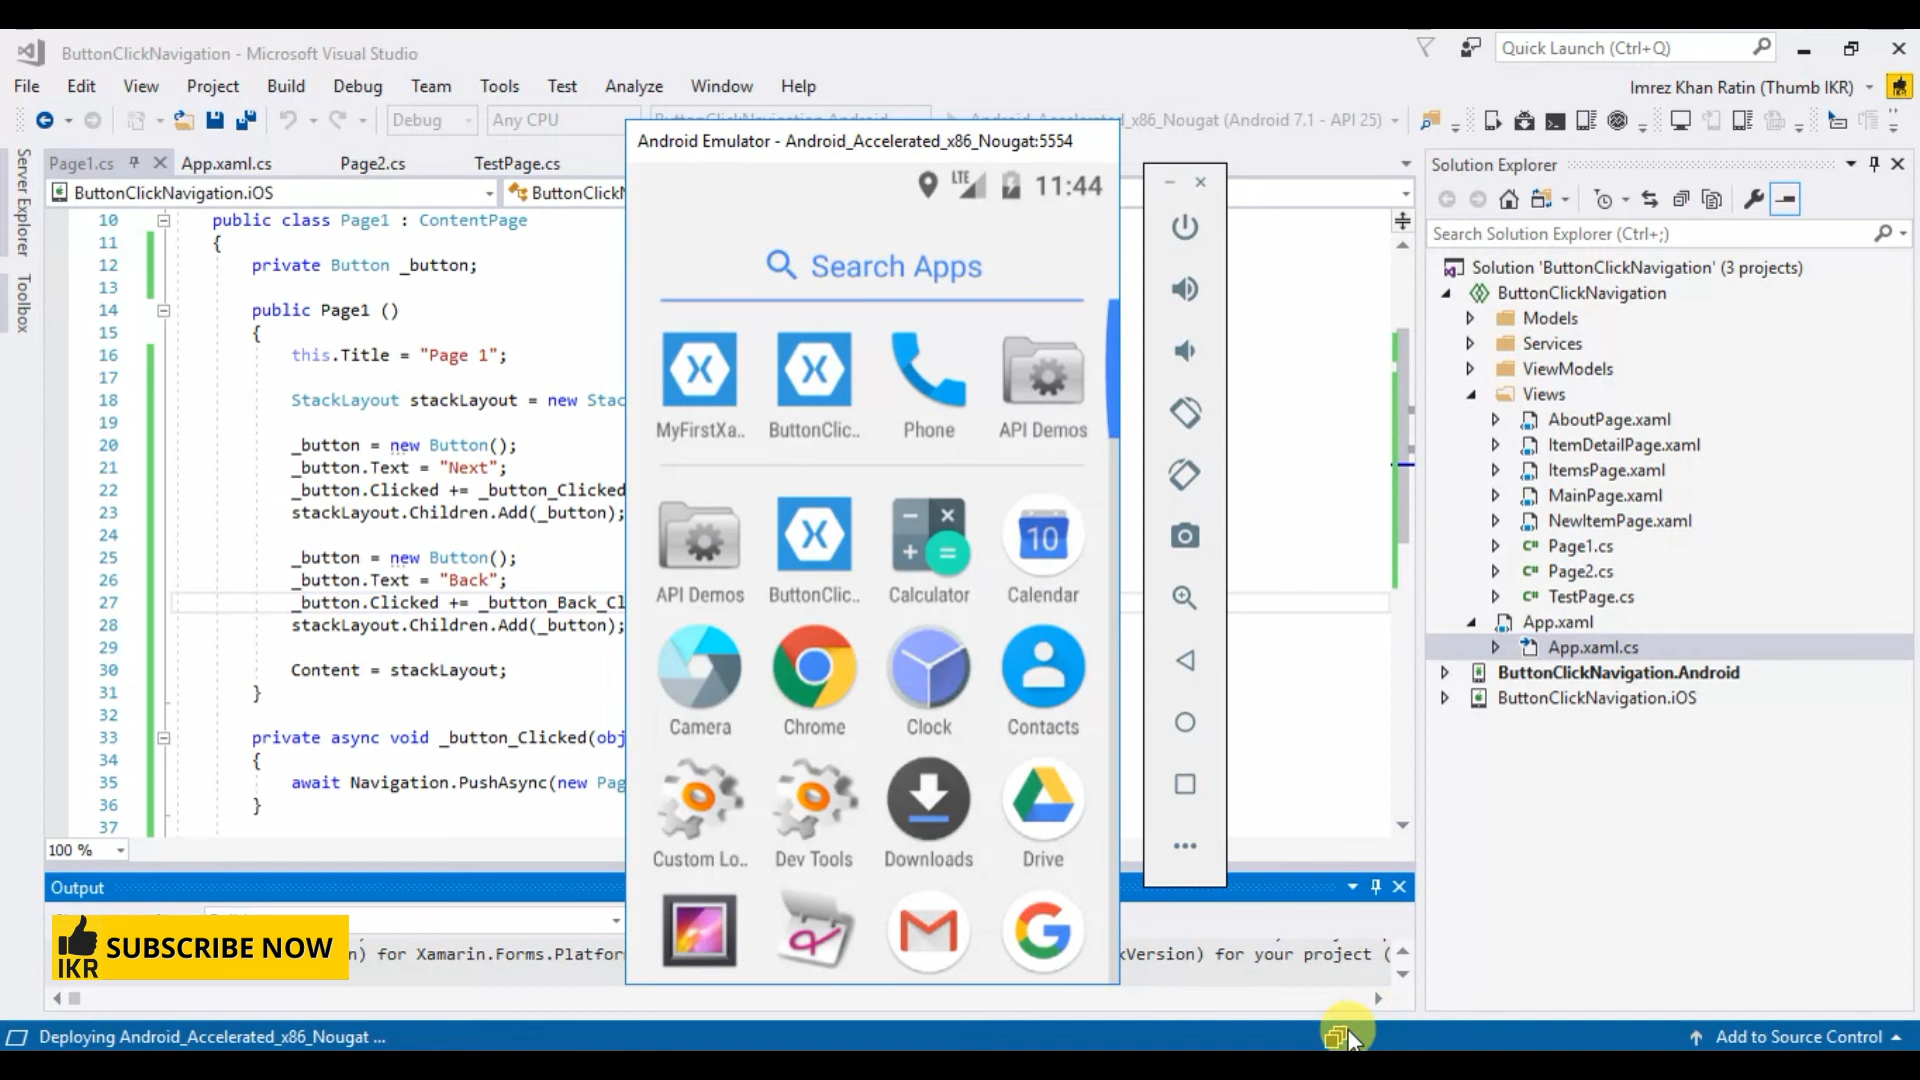 ButtonClickNavigation - Microsoft Visual Studio
Quick Launch (Ctrl+Q)
File Edit View Project Build Debug Team Tools Test Analyze Window Help
Imrez Khan Ratin (Thumb IKR)
Debug
Any CPU
_x86_Nougat (Android 7.1 - API 25)
Server Explorer
Toolbox
Page1.cs
App.xaml.cs
Page2.cs
TestPage.cs
ButtonClickNavigation.iOS
ButtonClickN
10 public class Page1 : ContentPage
11 {
12 private Button _button;
13
14 public Page1 ()
15 {
16 this.Title = "Page 1";
17
18 StackLayout stackLayout = new Stac
19
20 _button = new Button();
21 _button.Text = "Next";
22 _button.Clicked += _button_Clicked
23 stackLayout.Children.Add(_button);
24
25 _button = new Button();
26 _button.Text = "Back";
27 _button.Clicked += _button_Back_Cl
28 stackLayout.Children.Add(_button);
29
30 Content = stackLayout;
31 }
32
33 private async void _button_Clicked(obj
34 {
35 await Navigation.PushAsync(new Pag
36 }
37
100 %
Output
) for Xamarin.Forms.Platfor
kVersion) for your project (
IKR
SUBSCRIBE NOW
Deploying Android_Accelerated_x86_Nougat ...
Add to Source Control
Android Emulator - Android_Accelerated_x86_Nougat:5554
LTE 11:44
Search Apps
MyFirstXa.. ButtonClic.. Phone API Demos
10
API Demos ButtonClic.. Calculator Calendar
Camera Chrome Clock Contacts
Custom Lo.. Dev Tools Downloads Drive
Solution Explorer
Search Solution Explorer (Ctrl+;)
Solution 'ButtonClickNavigation' (3 projects)
ButtonClickNavigation
Models
Services
ViewModels
Views
AboutPage.xaml
ItemDetailPage.xaml
ItemsPage.xaml
MainPage.xaml
NewItemPage.xaml
C# Page1.cs
C# Page2.cs
C# TestPage.cs
App.xaml
App.xaml.cs
ButtonClickNavigation.Android
ButtonClickNavigation.iOS